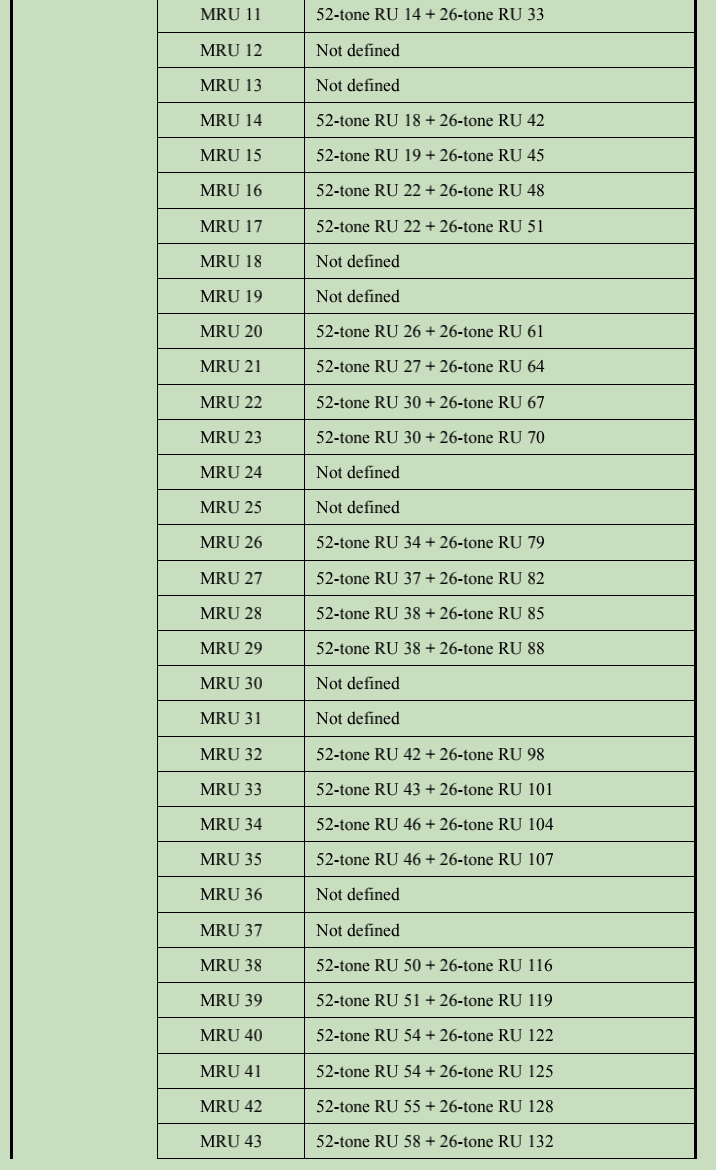 MRU 11 52-tone RU 14 + 26-tone RU 33
MRU 12 Not defined
MRU 13 Not defined
MRU 14 52-tone RU 18 + 26-tone RU 42
MRU 15 52-tone RU 19 + 26-tone RU 45
MRU 16 52-tone RU 22 + 26-tone RU 48
MRU 17 52-tone RU 22 + 26-tone RU 51
MRU 18 Not defined
MRU 19 Not defined
MRU 20 52-tone RU 26 + 26-tone RU 61
MRU 21 52-tone RU 27 + 26-tone RU 64
MRU 22 52-tone RU 30 + 26-tone RU 67
MRU 23 52-tone RU 30 + 26-tone RU 70
MRU 24 Not defined
MRU 25 Not defined
MRU 26 52-tone RU 34 + 26-tone RU 79
MRU 27 52-tone RU 37 + 26-tone RU 82
MRU 28 52-tone RU 38 + 26-tone RU 85
MRU 29 52-tone RU 38 + 26-tone RU 88
MRU 30 Not defined
MRU 31 Not defined
MRU 32 52-tone RU 42 + 26-tone RU 98
MRU 33 52-tone RU 43 + 26-tone RU 101
MRU 34 52-tone RU 46 + 26-tone RU 104
MRU 35 52-tone RU 46 + 26-tone RU 107
MRU 36 Not defined
MRU 37 Not defined
MRU 38 52-tone RU 50 + 26-tone RU 116
MRU 39 52-tone RU 51 + 26-tone RU 119
MRU 40 52-tone RU 54 + 26-tone RU 122
MRU 41 52-tone RU 54 + 26-tone RU 125
MRU 42 52-tone RU 55 + 26-tone RU 128
MRU 43 52-tone RU 58 + 26-tone RU 132